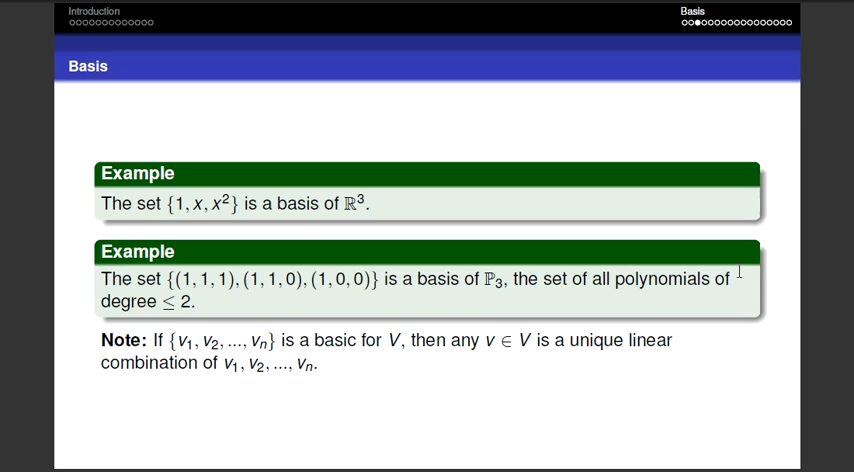 Introduction
Basis
Basis
Example
The set {1, x, x²} is a basis of ℝ³.
Example
The set {(1, 1, 1), (1, 1, 0), (1, 0, 0)} is a basis of ℙ₃, the set of all polynomials of
degree ≤ 2.
Note: If {v₁, v₂, ..., vₙ} is a basic for V, then any v ∈ V is a unique linear
combination of v₁, v₂, ..., vₙ.